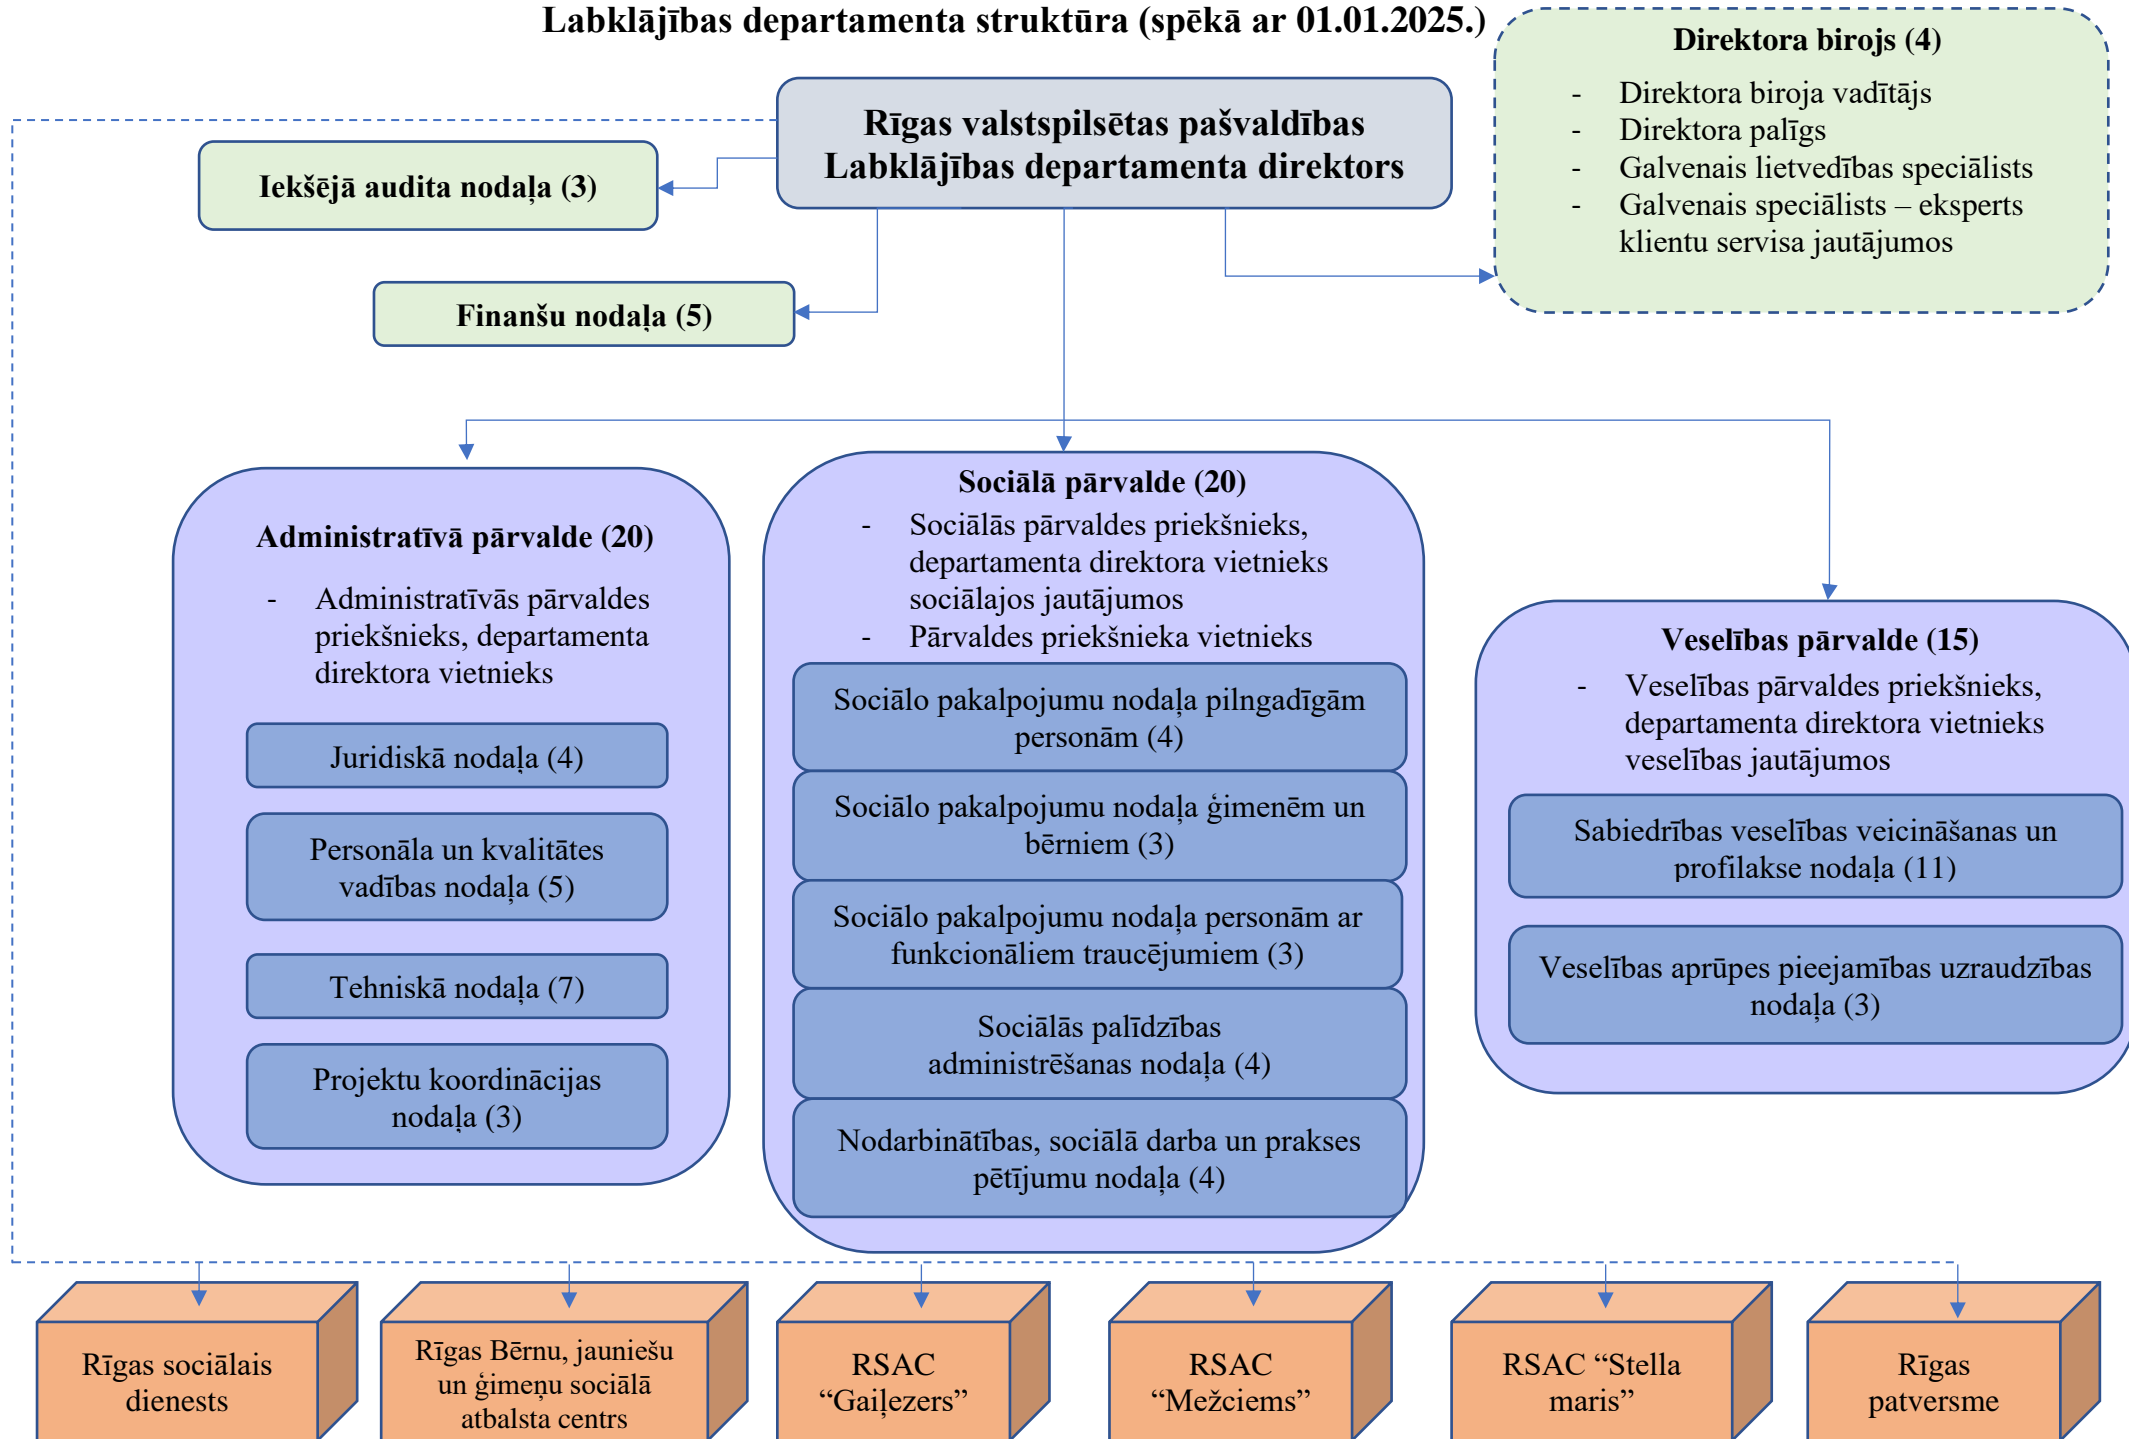 Labklājības departamenta struktūra (spēkā ar 01.01.2025.)
Direktora birojs (4)
- Direktora biroja vadītājs
- Direktora palīgs
- Galvenais lietvedības speciālists
- Galvenais speciālists – eksperts
klientu servisa jautājumos
Rīgas valstspilsētas pašvaldības
Labklājības departamenta direktors
Iekšējā audita nodaļa (3)
Finanšu nodaļa (5)
Administratīvā pārvalde (20)
- Administratīvās pārvaldes
priekšnieks, departamenta
direktora vietnieks
Juridiskā nodaļa (4)
Personāla un kvalitātes
vadības nodaļa (5)
Tehniskā nodaļa (7)
Projektu koordinācijas
nodaļa (3)
Sociālā pārvalde (20)
- Sociālās pārvaldes priekšnieks,
departamenta direktora vietnieks
sociālajos jautājumos
- Pārvaldes priekšnieka vietnieks
Sociālo pakalpojumu nodaļa pilngadīgām
personām (4)
Sociālo pakalpojumu nodaļa ģimenēm un
bērniem (3)
Sociālo pakalpojumu nodaļa personām ar
funkcionāliem traucējumiem (3)
Sociālās palīdzības
administrēšanas nodaļa (4)
Nodarbinātības, sociālā darba un prakses
pētījumu nodaļa (4)
Veselības pārvalde (15)
- Veselības pārvaldes priekšnieks,
departamenta direktora vietnieks
veselības jautājumos
Sabiedrības veselības veicināšanas un
profilakse nodaļa (11)
Veselības aprūpes pieejamības uzraudzības
nodaļa (3)
Rīgas sociālais
dienests
Rīgas Bērnu, jauniešu
un ģimeņu sociālā
atbalsta centrs
RSAC
“Gaiļezers”
RSAC
“Mežciems”
RSAC “Stella
maris”
Rīgas
patversme